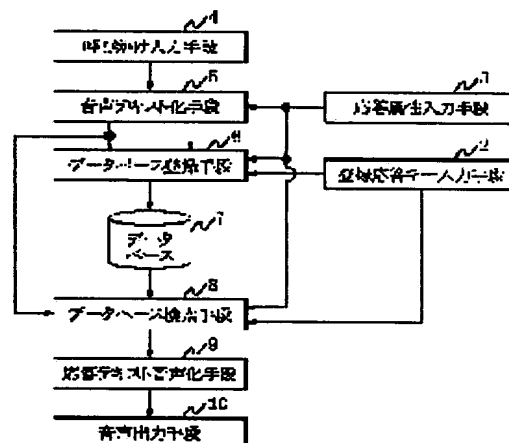 4
呼び掛け入力手段
5
音声テキスト化手段
3
応答属性入力手段
6
データベース登録手段
2
登録応答キー入力手段
7
データ
ベース
8
データベース検索手段
9
応答テキスト音声化手段
10
音声出力手段